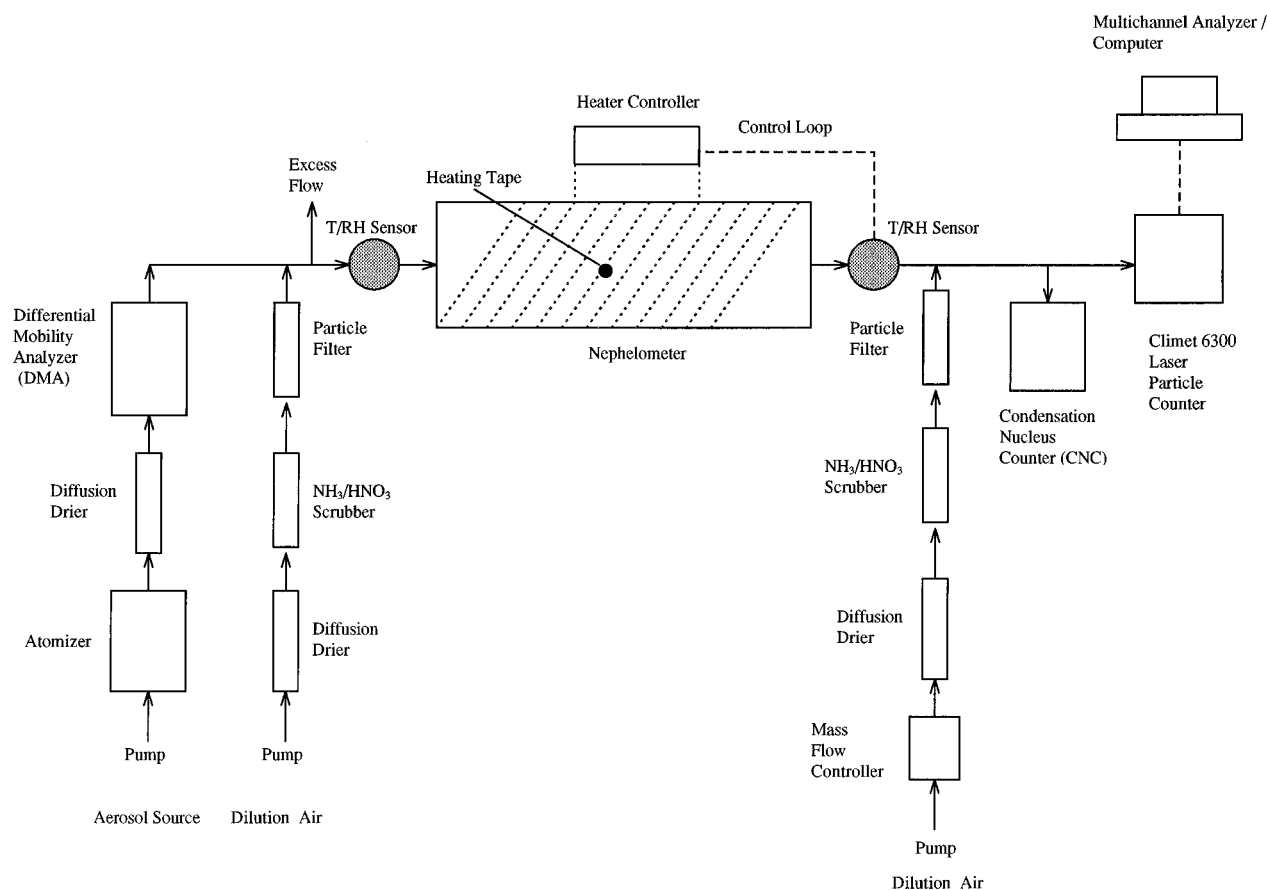 Multichannel Analyzer /
Computer
Heater Controller
Control Loop
Excess
Flow
Heating Tape
T/RH Sensor
T/RH Sensor
Differential
Mobility
Analyzer
(DMA)
Particle
Filter
Nephelometer
Particle
Filter
Climet 6300
Laser
Particle
Counter
Condensation
Nucleus
Counter (CNC)
Diffusion
Drier
NH₃/HNO₃
Scrubber
NH₃/HNO₃
Scrubber
Atomizer
Diffusion
Drier
Diffusion
Drier
Mass
Flow
Controller
Pump
Pump
Aerosol Source
Dilution Air
Pump
Dilution Air